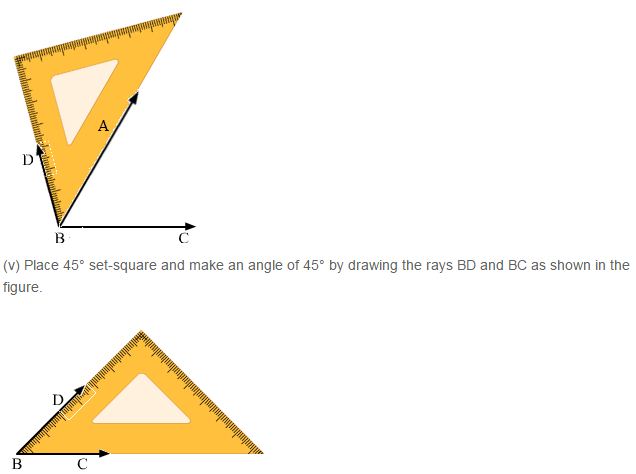 A
D
B
C
(v) Place 45° set-square and make an angle of 45° by drawing the rays BD and BC as shown in the
figure.
D
B
C